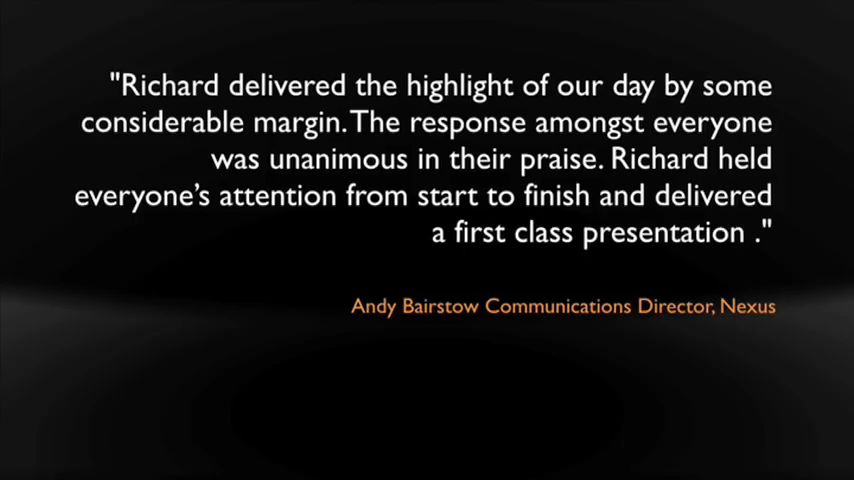 "Richard delivered the highlight of our day by some
considerable margin. The response amongst everyone
was unanimous in their praise. Richard held
everyone’s attention from start to finish and delivered
a first class presentation ."
Andy Bairstow Communications Director, Nexus